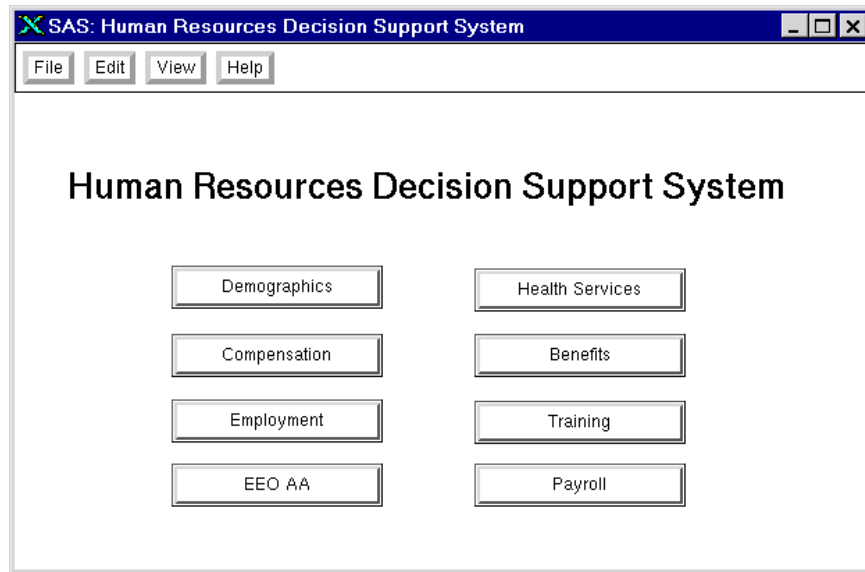 SAS: Human Resources Decision Support System
File Edit View Help
Human Resources Decision Support System
Demographics Health Services
Compensation Benefits
Employment Training
EEO AA Payroll